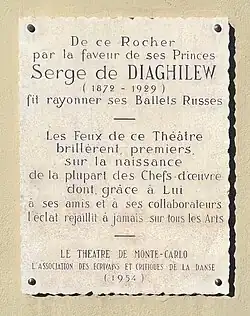 De ce Rocher
par la faveur de ses Princes
Serge de DIAGHILEW
(1872 - 1929)
fit rayonner ses Ballets Russes
Les Feux de ce Théâtre
brillèrent, premiers,
sur la naissance
de la plupart des Chefs-d'œuvre
dont, grâce à Lui
à ses amis et à ses collaborateurs
l'éclat rejaillit à jamais sur tous les Arts
LE THEATRE DE MONTE-CARLO
L'ASSOCIATION DES ECRIVAINS ET CRITIQUES DE LA DANSE
(1954)